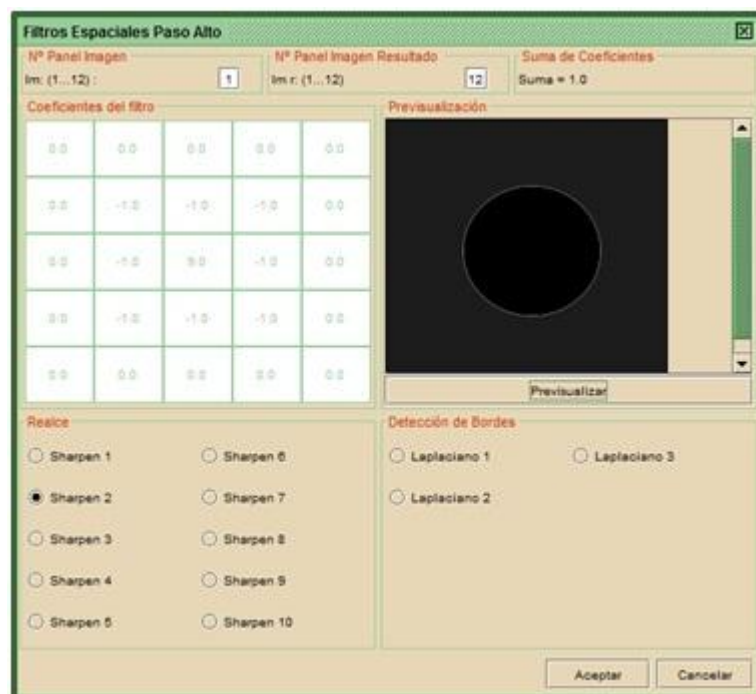 Filtros Espaciales Paso Alto
Nº Panel Imagen
Im: (1...12) : 1
Nº Panel Imagen Resultado
Im r: (1...12) 12
Suma de Coeficientes
Suma = 1.0
Coeficientes del filtro
0.0 0.0 0.0 0.0 0.0
0.0 -1.0 -1.0 -1.0 0.0
0.0 -1.0 9.0 -1.0 0.0
0.0 -1.0 -1.0 -1.0 0.0
0.0 0.0 0.0 0.0 0.0
Previsualización
Previsualizar
Realce
Sharpen 1 Sharpen 6
Sharpen 2 Sharpen 7
Sharpen 3 Sharpen 8
Sharpen 4 Sharpen 9
Sharpen 5 Sharpen 10
Detección de Bordes
Laplaciano 1 Laplaciano 3
Laplaciano 2
Aceptar Cancelar